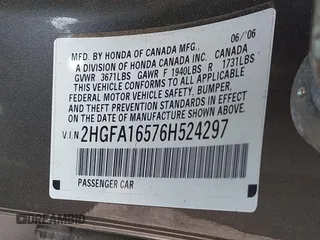 06/'06
MFD. BY HONDA OF CANADA MFG.,
A DIVISION OF HONDA CANADA INC. CANADA
GVWR 3671LBS GAWR F 1940LBS R 1731LBS
THIS VEHICLE CONFORMS TO ALL APPLICABLE
FEDERAL MOTOR VEHICLE SAFETY, BUMPER,
AND THEFT PREVENTION STANDARDS IN EFFECT ON
THE DATE OF MANUFACTURE SHOWN ABOVE.
V.I.N 2HGFA16576H524297
PASSENGER CAR
DREAMBID